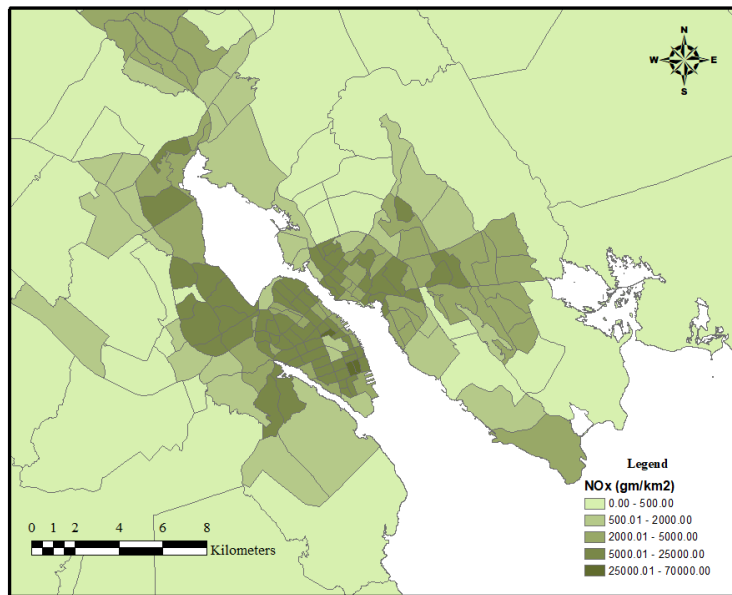 N
W E
S
Legend
NOx (gm/km2)
0.00 - 500.00
500.01 - 2000.00
2000.01 - 5000.00
5000.01 - 25000.00
25000.01 - 70000.00
0 1 2 4 6 8
Kilometers